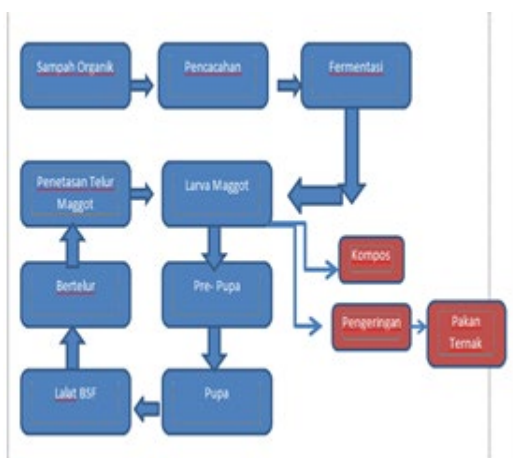 Sampah Organik
Pencacahan
Fermentasi
Penetasan Telur
Maggot
Larva Maggot
Kompos
Bertelur
Pre- Pupa
Pengeringan
Pakan
Ternak
Lalat BSF
Pupa